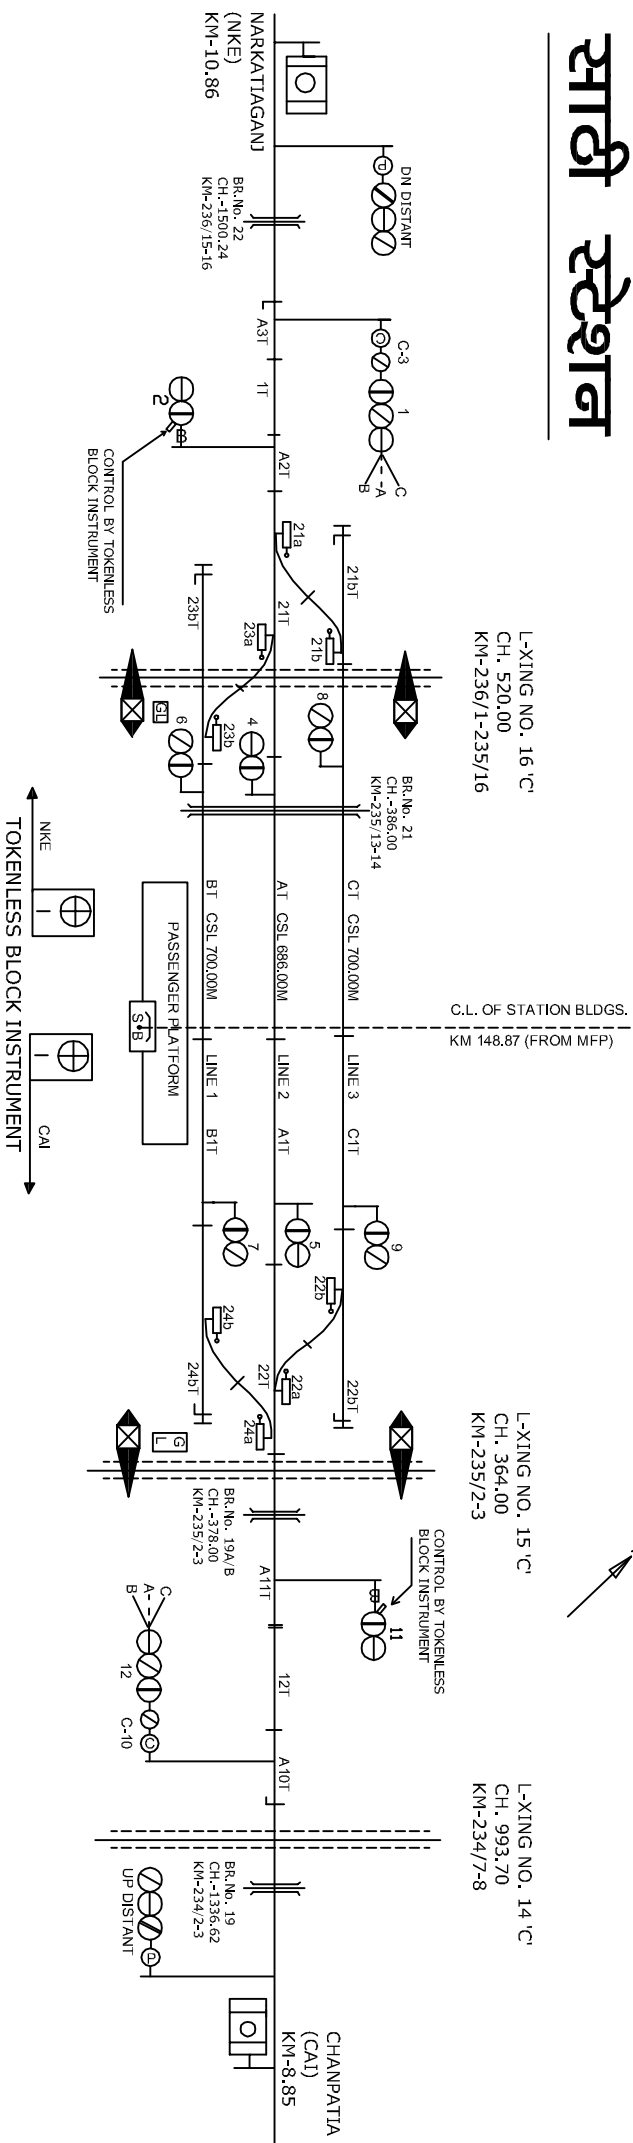 साठी स्टेशन
NARKATIAGANJ
(NKE)
KM-10.86
DN DISTANT
P
BR.No. 22
CH.-1500.24
KM-236/15-16
A3T
1T
C-3
C
1
C
A
B
2
B
CONTROL BY TOKENLESS
BLOCK INSTRUMENT
A2T
L-XING NO. 16 'C'
CH. 520.00
KM-236/1-235/16
21a
21bT
21b
21T
23a
23bT
23b
GL
8
4
6
BR.No. 21
CH.-386.00
KM-235/13-14
CT CSL 700.00M LINE 3 C1T
AT CSL 686.00M LINE 2 A1T
BT CSL 700.00M LINE 1 B1T
PASSENGER PLATFORM
S B
C.L. OF STATION BLDGS.
KM 148.87 (FROM MFP)
NKE
CAI
TOKENLESS BLOCK INSTRUMENT
9
5
7
22b
22bT
22a
22T
24b
24bT
24a
G
L
L-XING NO. 15 'C'
CH. 364.00
KM-235/2-3
BR.No. 19A/B
CH.-378.00
KM-235/2-3
CONTROL BY TOKENLESS
BLOCK INSTRUMENT
B
11
A11T
12T
A10T
C
A
B
12
C-10
C
L-XING NO. 14 'C'
CH. 993.70
KM-234/7-8
BR.No. 19
CH.-1336.62
KM-234/2-3
P
UP DISTANT
CHANPATIA
(CAI)
KM-8.85